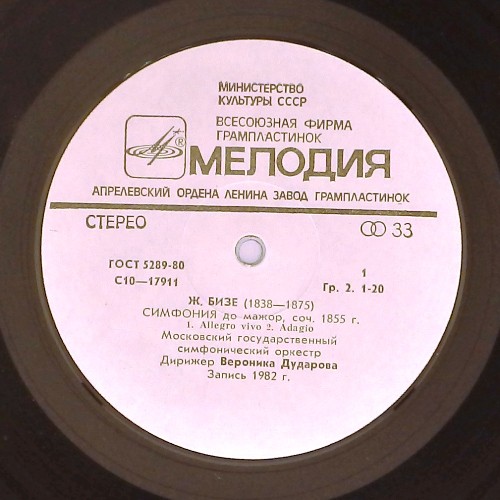 МИНИСТЕРСТВО
КУЛЬТУРЫ СССР
ВСЕСОЮЗНАЯ ФИРМА
ГРАМПЛАСТИНОК
® МЕЛОДИЯ
АПРЕЛЕВСКИЙ ОРДЕНА ЛЕНИНА ЗАВОД ГРАМПЛАСТИНОК
СТЕРЕО 33
ГОСТ 5289-80 1
С10—17911 Гр. 2. 1-20
Ж. БИЗЕ (1838—1875)
СИМФОНИЯ до мажор, соч. 1855 г.
1. Allegro vivo 2. Adagio
Московский государственный
симфонический оркестр
Дирижер Вероника Дударова
Запись 1982 г.